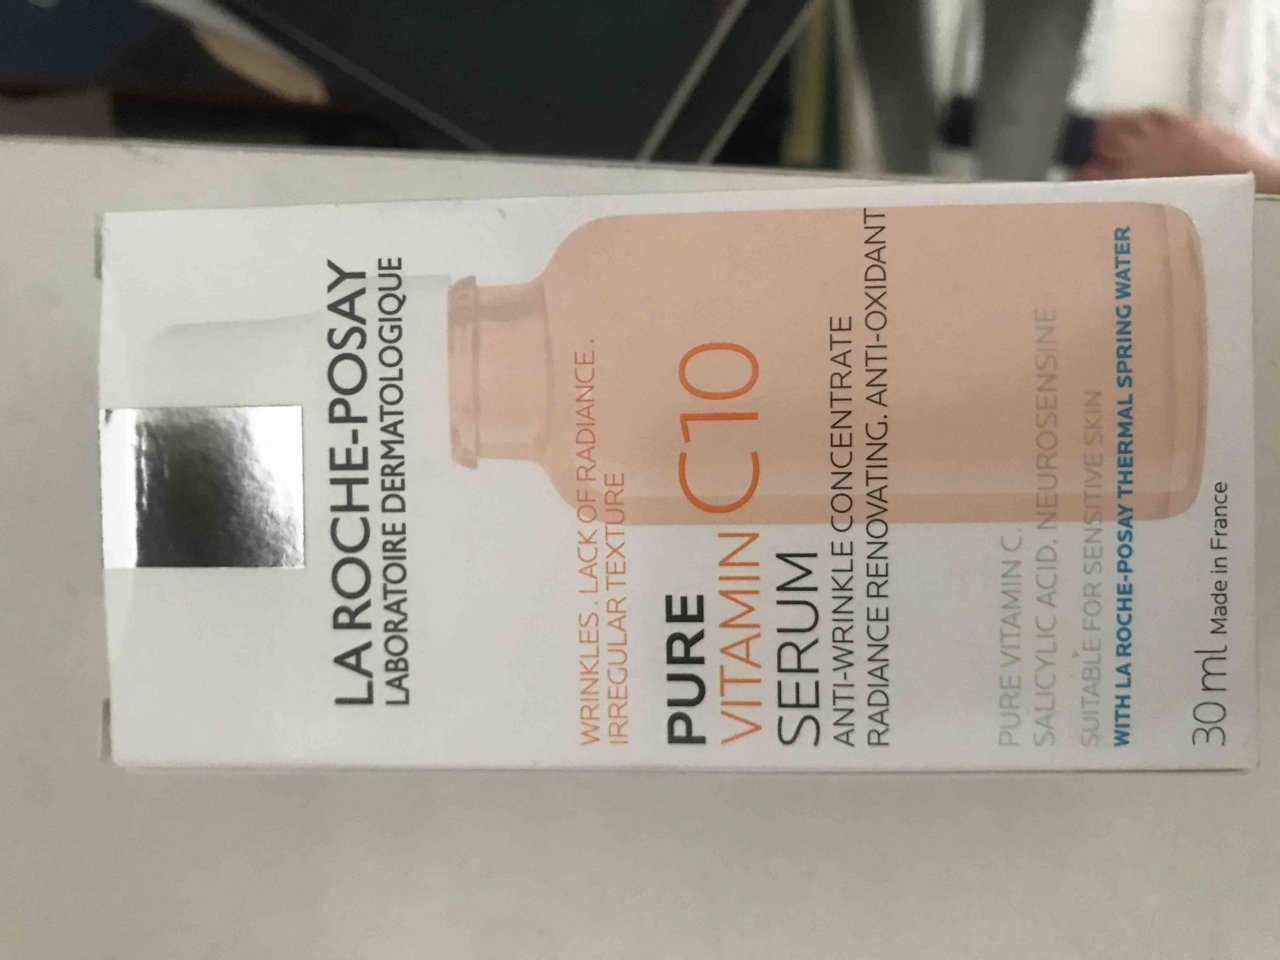 LA ROCHE-POSAY
LABORATOIRE DERMATOLOGIQUE
WRINKLES. LACK OF RADIANCE.
IRREGULAR TEXTURE
PURE
VITAMIN C10
SERUM
ANTI-WRINKLE CONCENTRATE
RADIANCE RENOVATING. ANTI-OXIDANT
PURE VITAMIN C.
SALICYLIC ACID. NEUROSENSINE
SUITABLE FOR SENSITIVE SKIN
WITH LA ROCHE-POSAY THERMAL SPRING WATER
30 ml Made in France